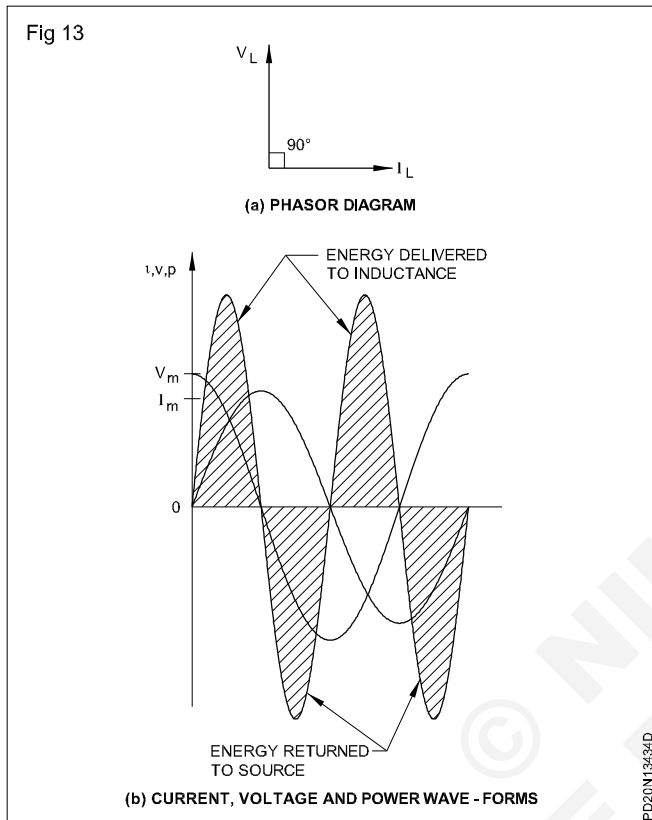 Fig 13
V L
90°
I L
(a) PHASOR DIAGRAM
ENERGY DELIVERED
TO INDUCTANCE
ι,v,p
V m
I m
0
ENERGY RETURNED
TO SOURCE
(b) CURRENT, VOLTAGE AND POWER WAVE - FORMS
PD20N13434D
©